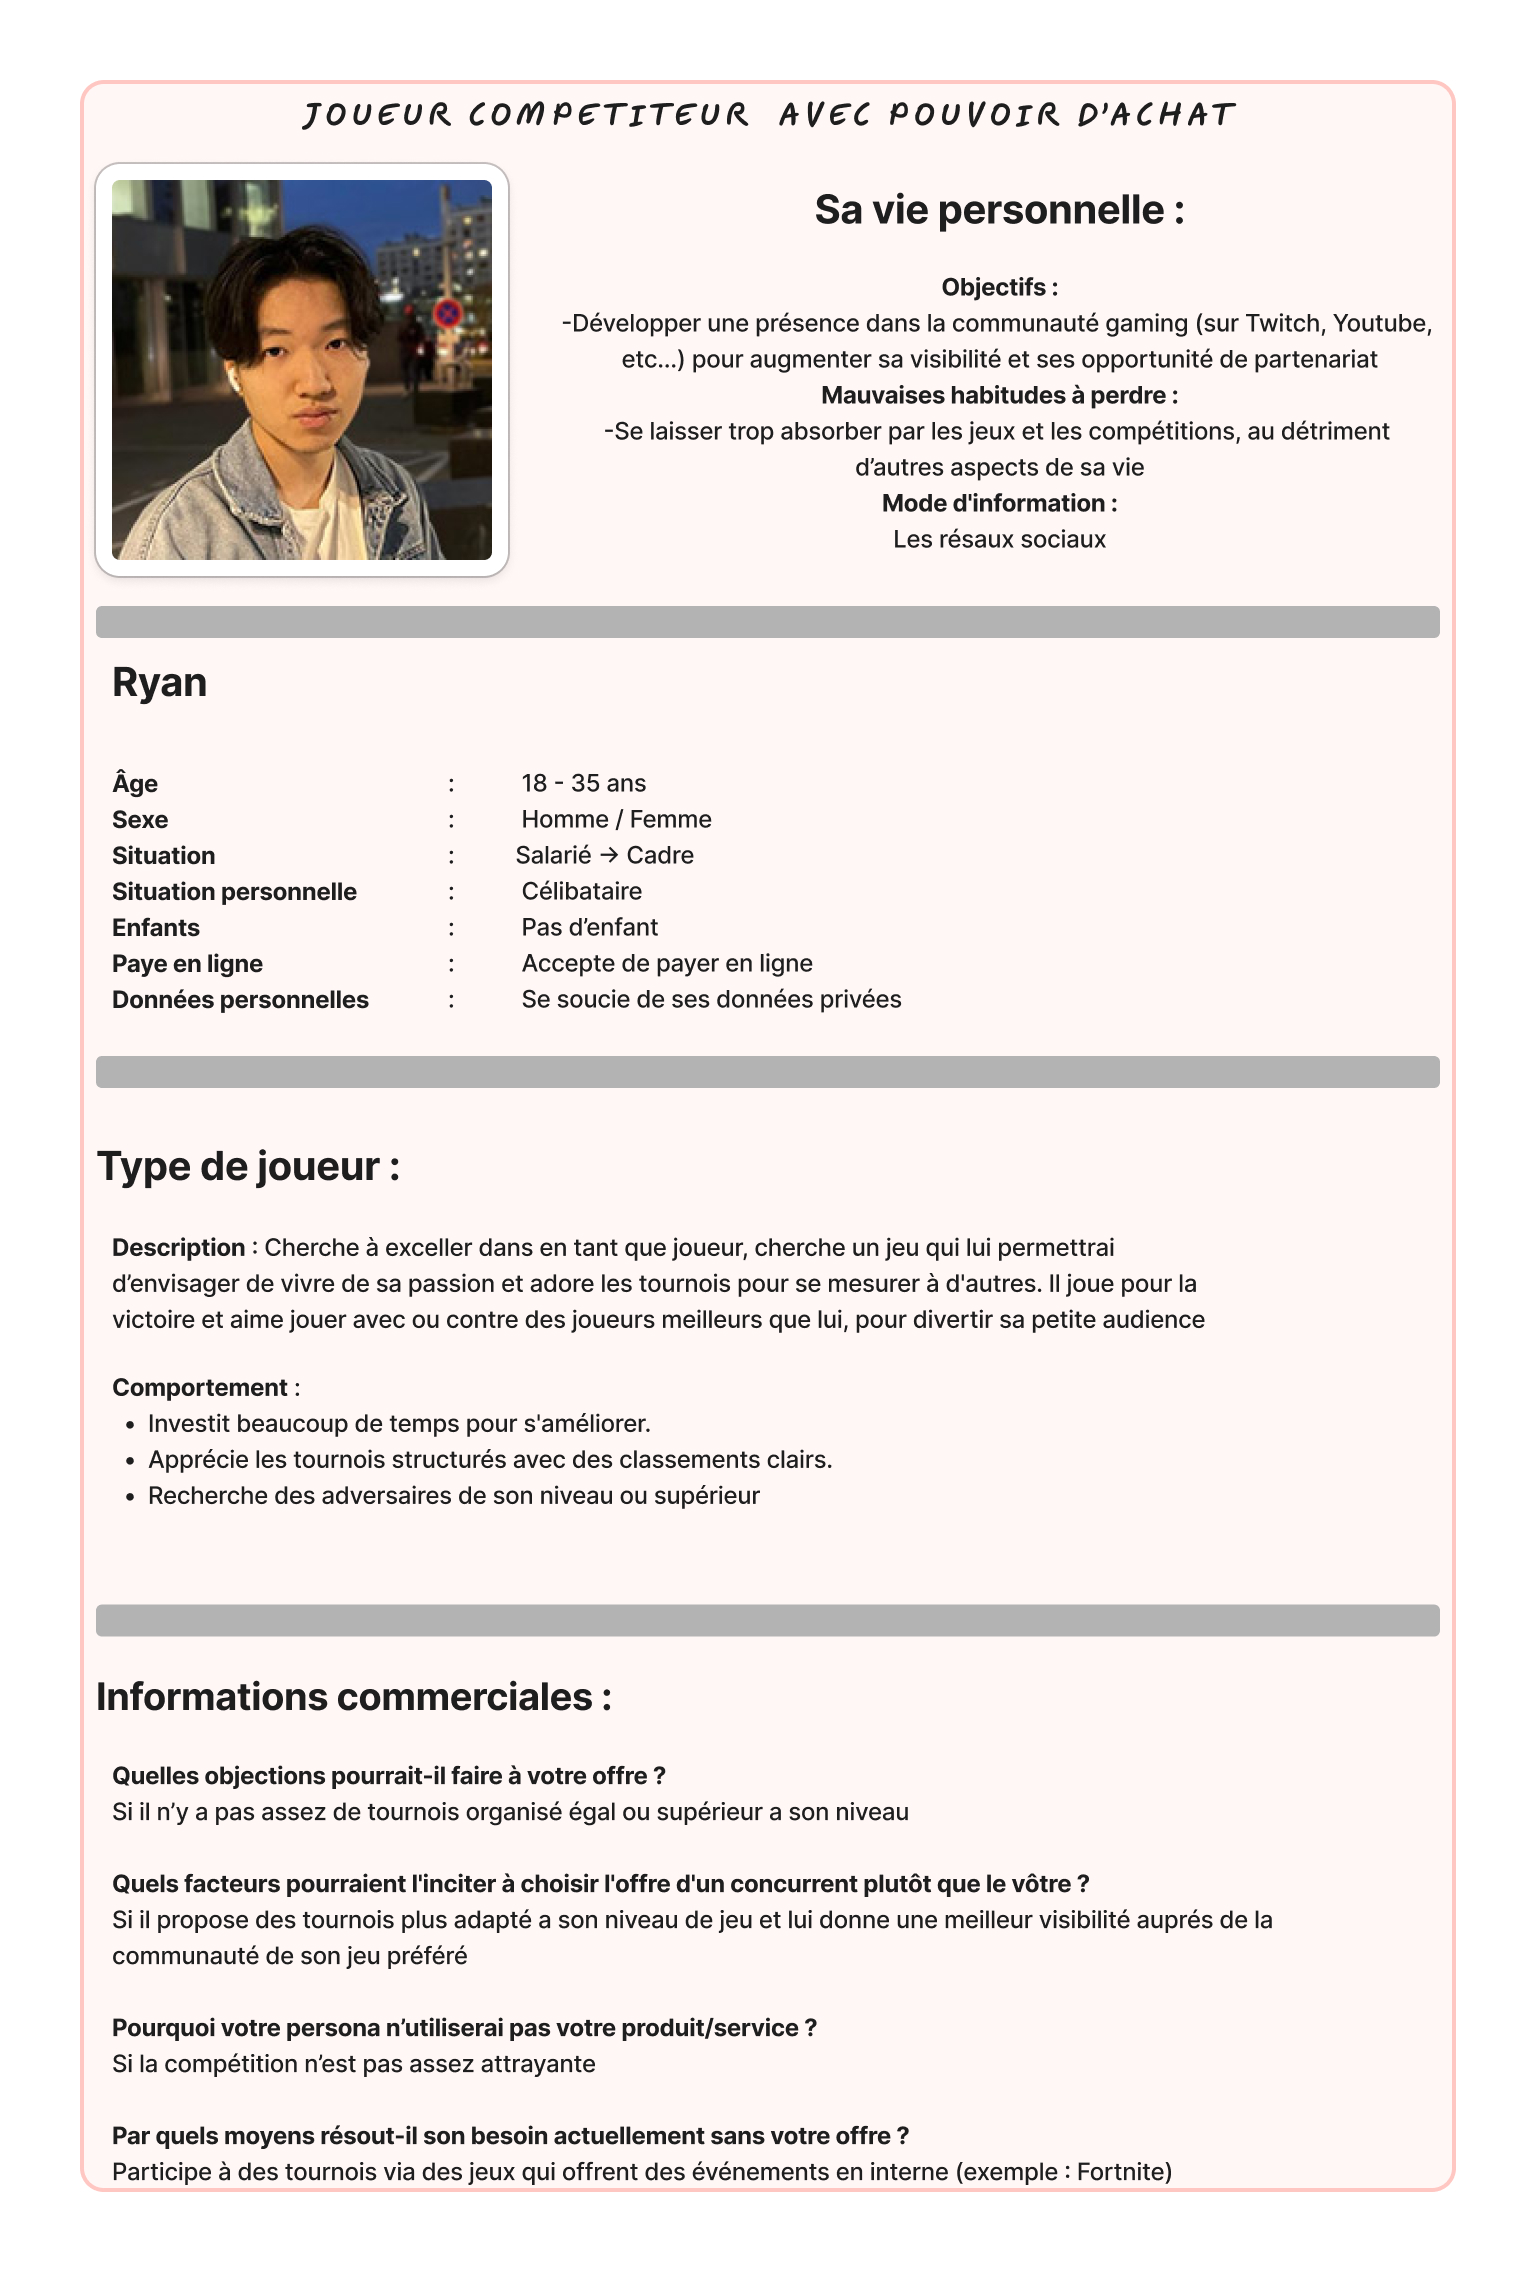 JOUEUR COMPETITEUR AVEC POUVOIR D'ACHAT
Sa vie personnelle :
Objectifs :
-Développer une présence dans la communauté gaming (sur Twitch, Youtube,
etc...) pour augmenter sa visibilité et ses opportunité de partenariat
Mauvaises habitudes à perdre :
-Se laisser trop absorber par les jeux et les compétitions, au détriment
d’autres aspects de sa vie
Mode d'information :
Les résaux sociaux
Ryan
Âge : 18 - 35 ans
Sexe : Homme / Femme
Situation : Salarié → Cadre
Situation personnelle : Célibataire
Enfants : Pas d’enfant
Paye en ligne : Accepte de payer en ligne
Données personnelles : Se soucie de ses données privées
Type de joueur :
Description : Cherche à exceller dans en tant que joueur, cherche un jeu qui lui permettrai
d’envisager de vivre de sa passion et adore les tournois pour se mesurer à d'autres. Il joue pour la
victoire et aime jouer avec ou contre des joueurs meilleurs que lui, pour divertir sa petite audience
Comportement :
• Investit beaucoup de temps pour s'améliorer.
• Apprécie les tournois structurés avec des classements clairs.
• Recherche des adversaires de son niveau ou supérieur
Informations commerciales :
Quelles objections pourrait-il faire à votre offre ?
Si il n’y a pas assez de tournois organisé égal ou supérieur a son niveau
Quels facteurs pourraient l'inciter à choisir l'offre d'un concurrent plutôt que le vôtre ?
Si il propose des tournois plus adapté a son niveau de jeu et lui donne une meilleur visibilité auprés de la
communauté de son jeu préféré
Pourquoi votre persona n’utiliserai pas votre produit/service ?
Si la compétition n’est pas assez attrayante
Par quels moyens résout-il son besoin actuellement sans votre offre ?
Participe à des tournois via des jeux qui offrent des événements en interne (exemple : Fortnite)